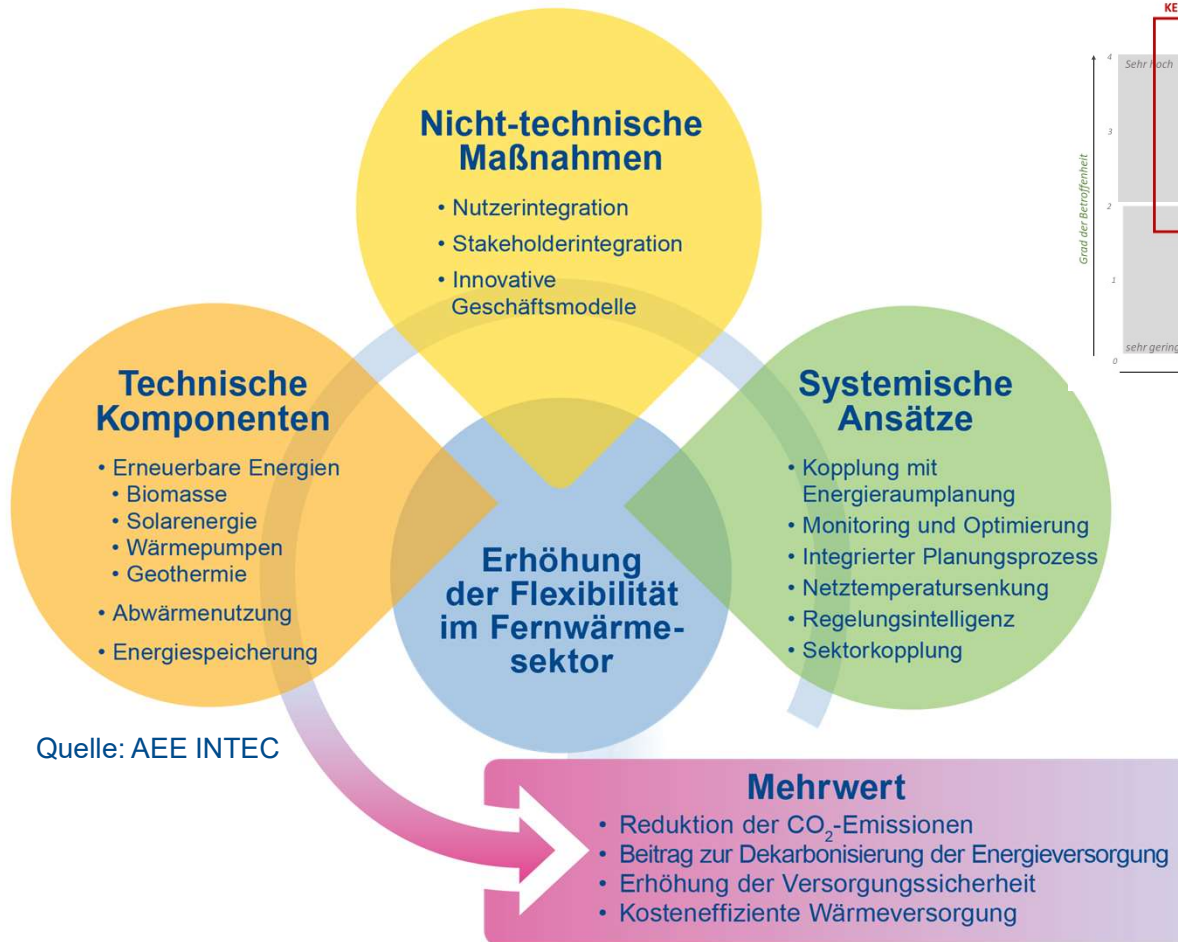 Nicht-technische
Maßnahmen
• Nutzerintegration
• Stakeholderintegration
• Innovative
Geschäftsmodelle
Technische
Komponenten
• Erneuerbare Energien
• Biomasse
• Solarenergie
• Wärmepumpen
• Geothermie
• Abwärmenutzung
• Energiespeicherung
Erhöhung
der Flexibilität
im Fernwärme-
sektor
Systemische
Ansätze
• Kopplung mit
Energieraumplanung
• Monitoring und Optimierung
• Integrierter Planungsprozess
• Netztemperatursenkung
• Regelungsintelligenz
• Sektorkopplung
Quelle: AEE INTEC
Mehrwert
• Reduktion der CO₂-Emissionen
• Beitrag zur Dekarbonisierung der Energieversorgung
• Erhöhung der Versorgungssicherheit
• Kosteneffiziente Wärmeversorgung
KE
Grad der Betroffenheit
4
Sehr hoch
3
2
1
sehr gering
0